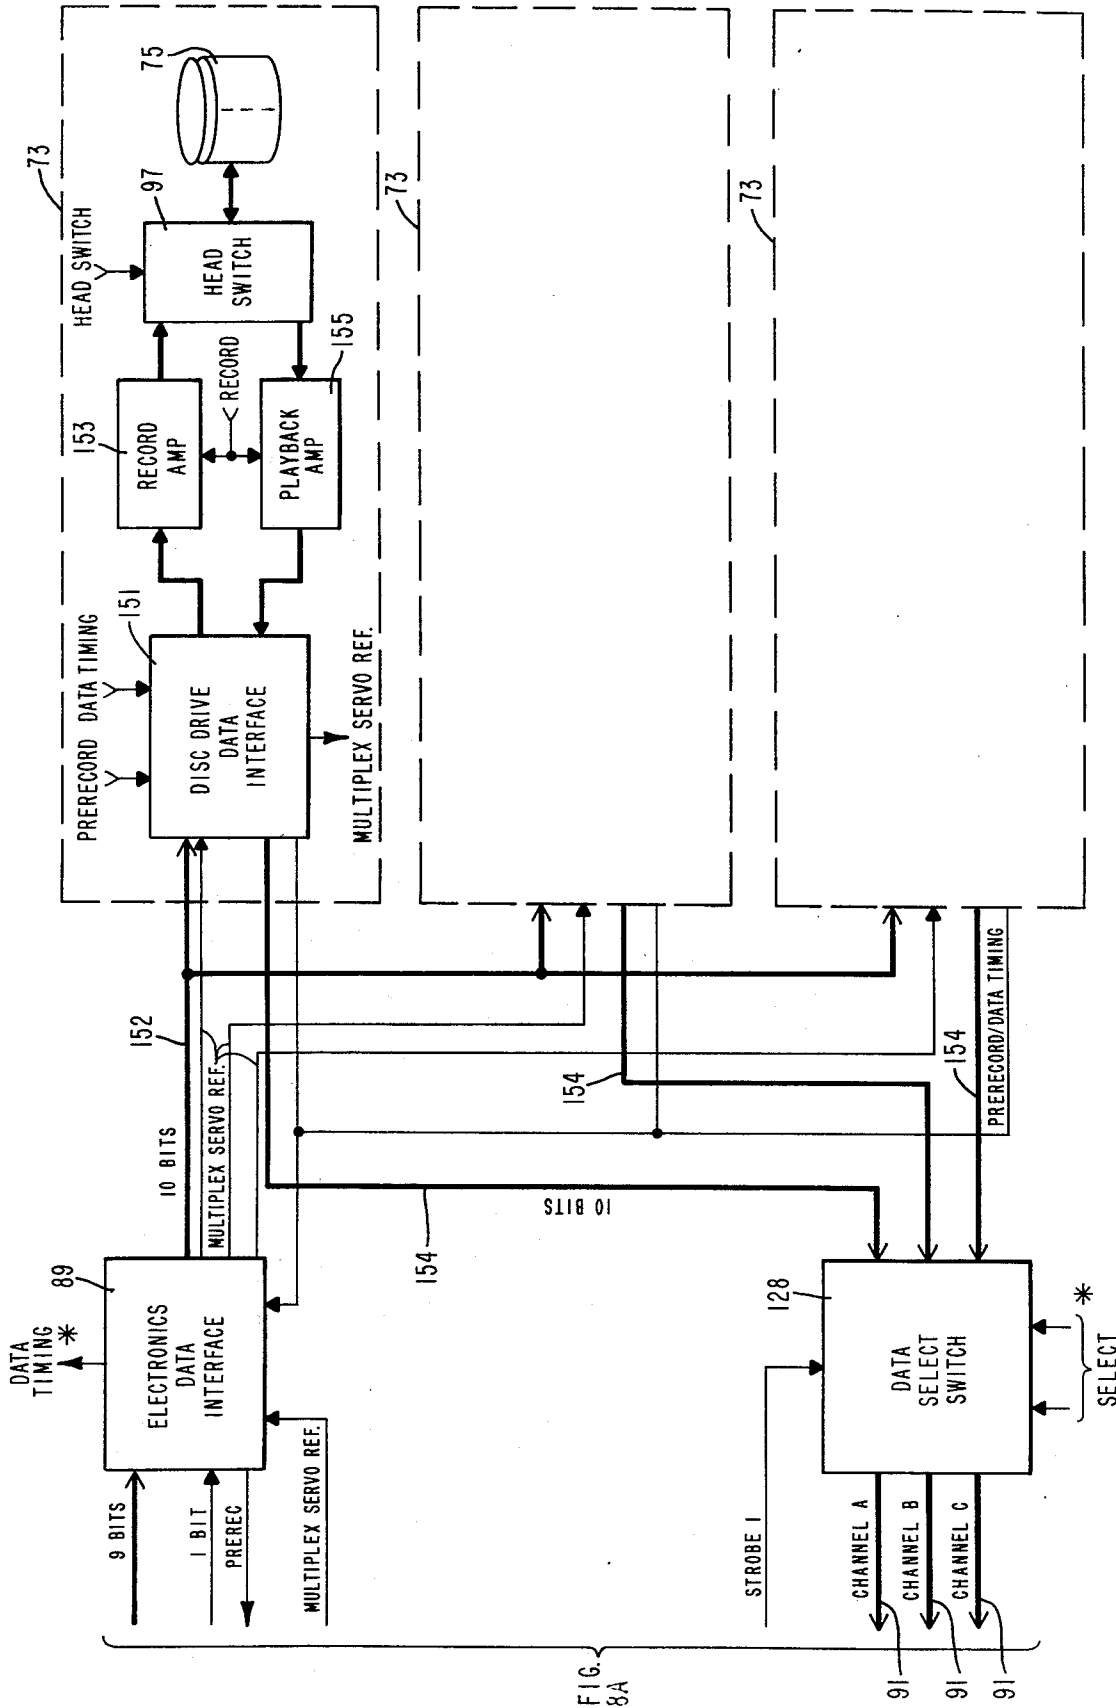 73
HEAD SWITCH
97
75
HEAD
SWITCH
153
RECORD
AMP
RECORD
155
PLAYBACK
AMP
PRERECORD
DATA TIMING
151
DISC DRIVE
DATA
INTERFACE
MULTIPLEX SERVO REF.
73
73
152
10 BITS
MULTIPLEX SERVO REF.
154
10 BITS
154
154
PRERECORD/DATA TIMING
DATA
TIMING
*
89
ELECTRONICS
DATA
INTERFACE
9 BITS
1 BIT
PREREC
MULTIPLEX SERVO REF.
128
DATA
SELECT
SWITCH
*
SELECT
STROBE 1
CHANNEL A
CHANNEL B
CHANNEL C
91
91
91
FIG.
8A